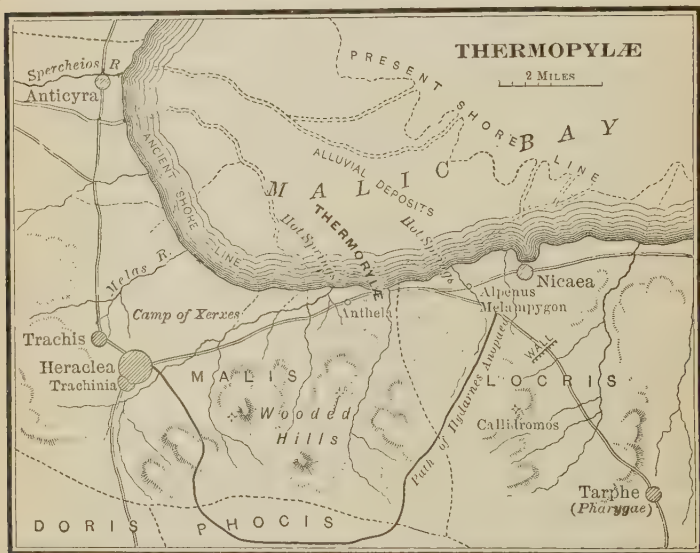 THERMOPYLÆ
2 MILES
Spercheios R
Anticyra
PRESENT SHORE LINE
MALIC BAY
ALLUVIAL DEPOSITS
ANCIENT SHORE LINE
Hot Springs
THERMOPYLÆ
Hot Springs
Melas R.
Nicaea
Alpenus
Melampygon
Camp of Xerxes
Anthela
Trachis
Heraclea
Trachinia
MALIS
WALL
LOCRIS
Wooded
Hills
Path of Hydarnes Anopaea
Callidromos
Tarphe
(Pharygae)
DORIS
PHOCIS